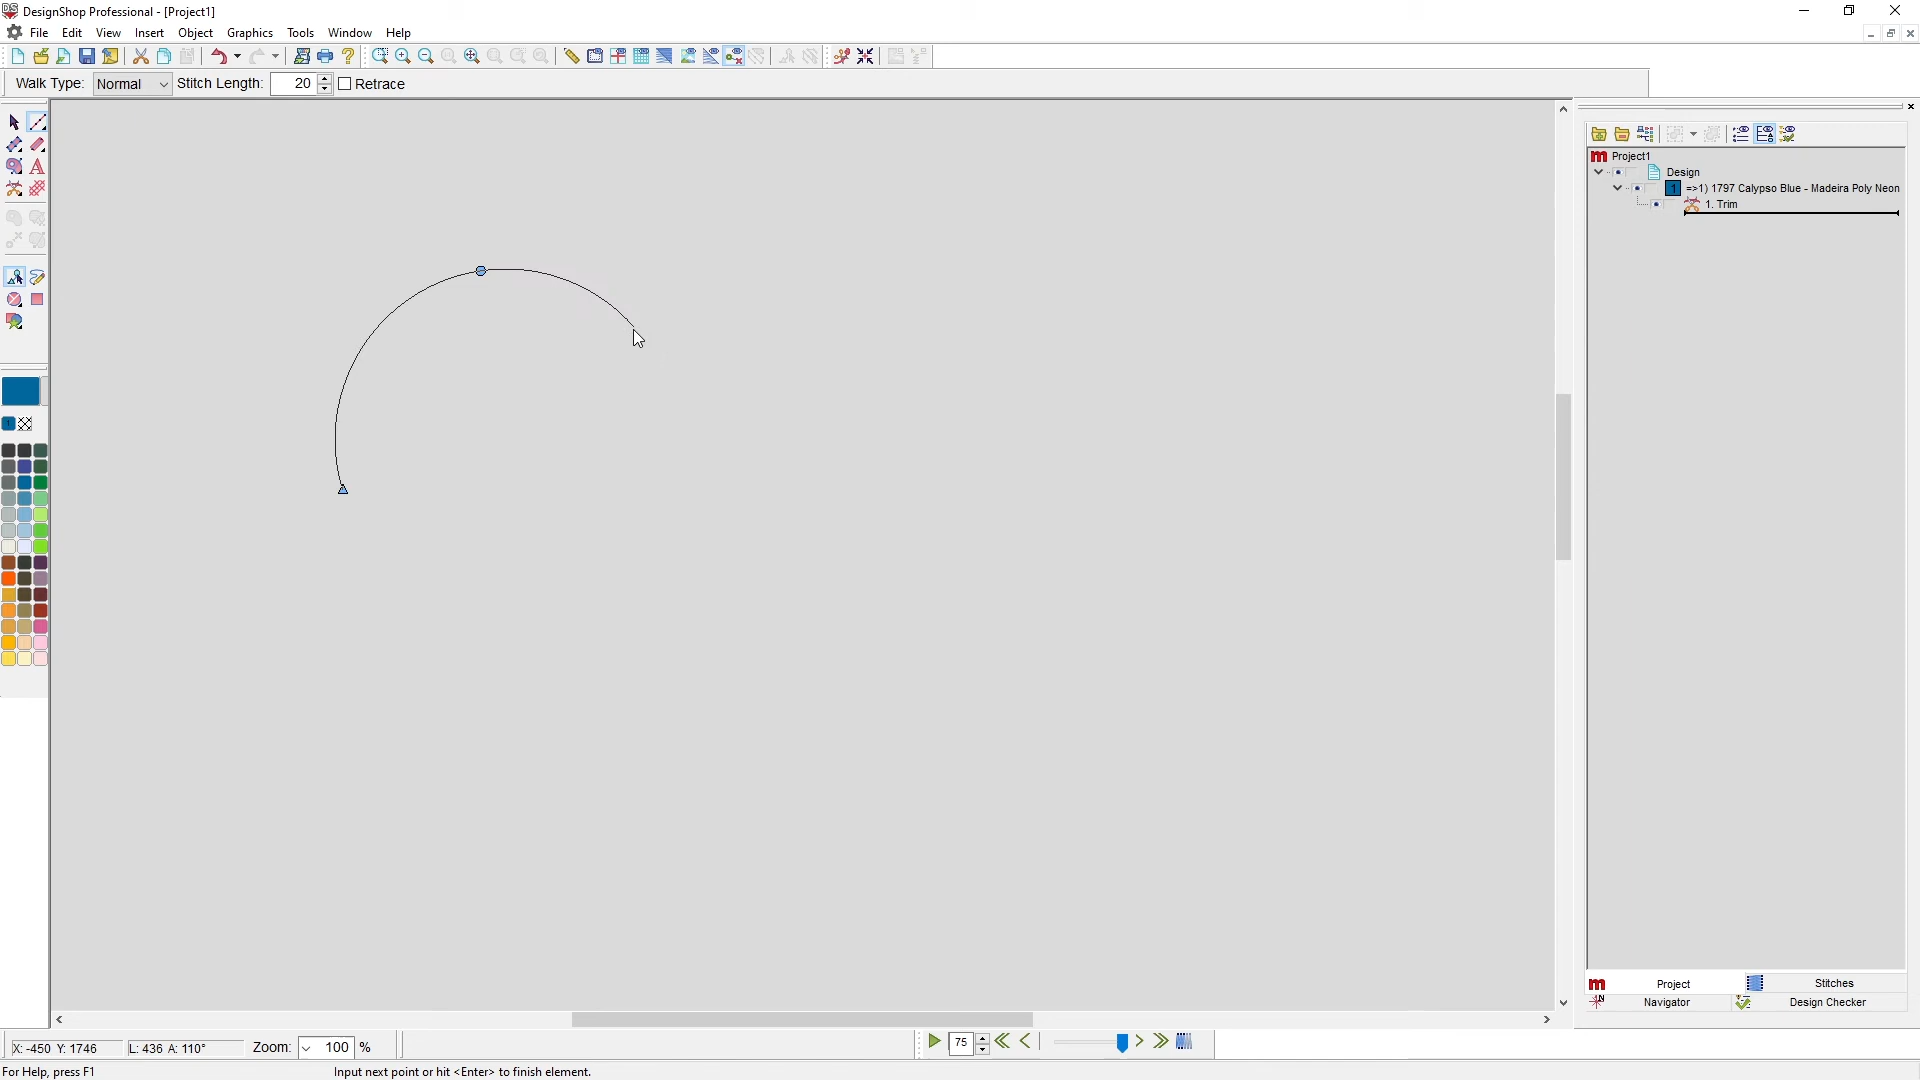 DesignShop Professional - [Project1]
File Edit View Insert Object Graphics Tools Window Help
Walk Type: Normal Stitch Length: 20 Retrace
Project1
Design
1 =>1) 1797 Calypso Blue - Madeira Poly Neon
1. Trim
1
Project Stitches
Navigator Design Checker
X: -450 Y: 1746 L: 436 A: 110° Zoom: 100 % 75
For Help, press F1 Input next point or hit <Enter> to finish element.